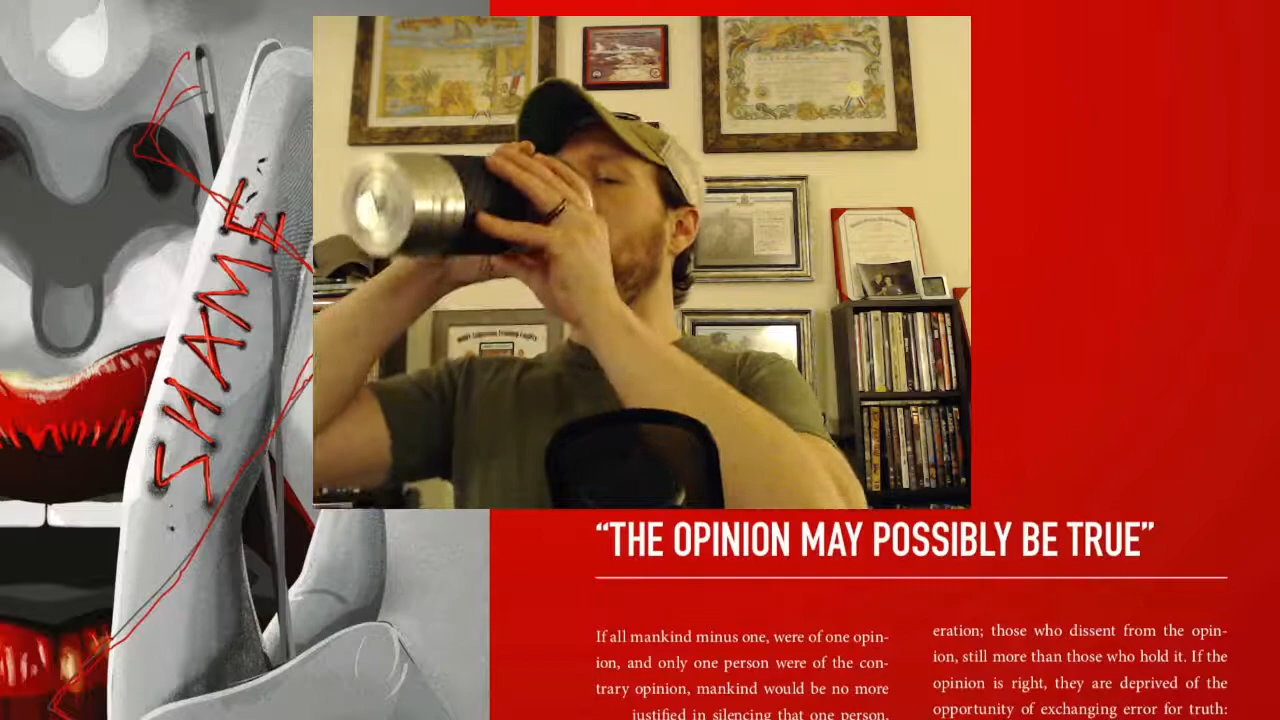 SHAME
“THE OPINION MAY POSSIBLY BE TRUE”
If all mankind minus one, were of one opin-
ion, and only one person were of the con-
trary opinion, mankind would be no more
justified in silencing that one person,
eration; those who dissent from the opin-
ion, still more than those who hold it. If the
opinion is right, they are deprived of the
opportunity of exchanging error for truth: